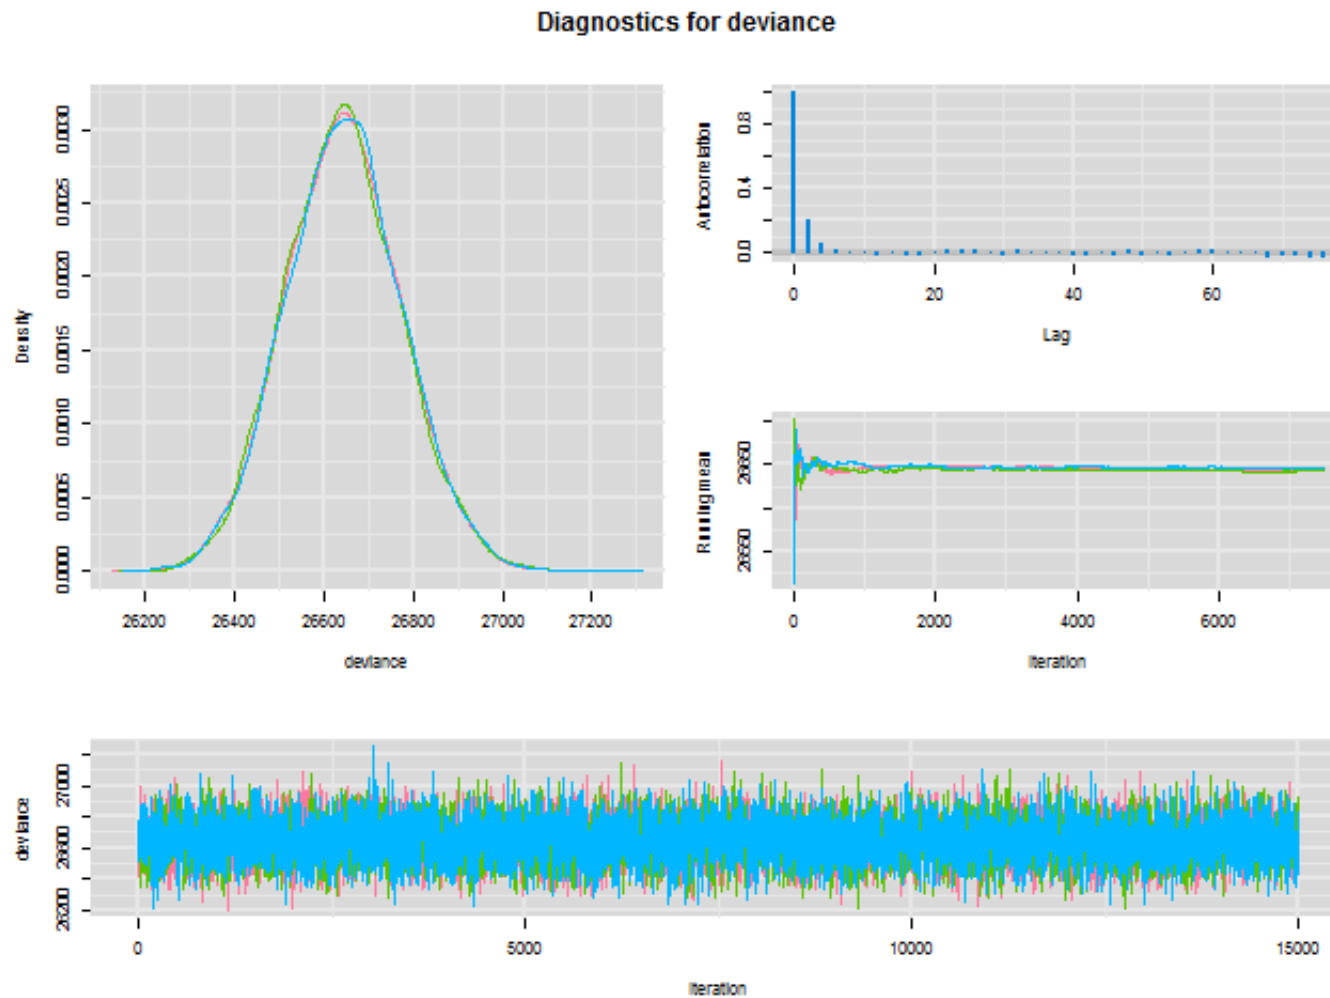 Diagnostics for deviance
Density
0.0000 0.0005 0.0010 0.0015 0.0020 0.0025 0.0030
26200 26400 26600 26800 27000 27200
deviance
Autocorrelation
0.0 0.4 0.8
0 20 40 60
Lag
Running mean
0 2000 4000 6000
Iteration
deviance
26200 26600 27000
0 5000 10000 15000
Iteration